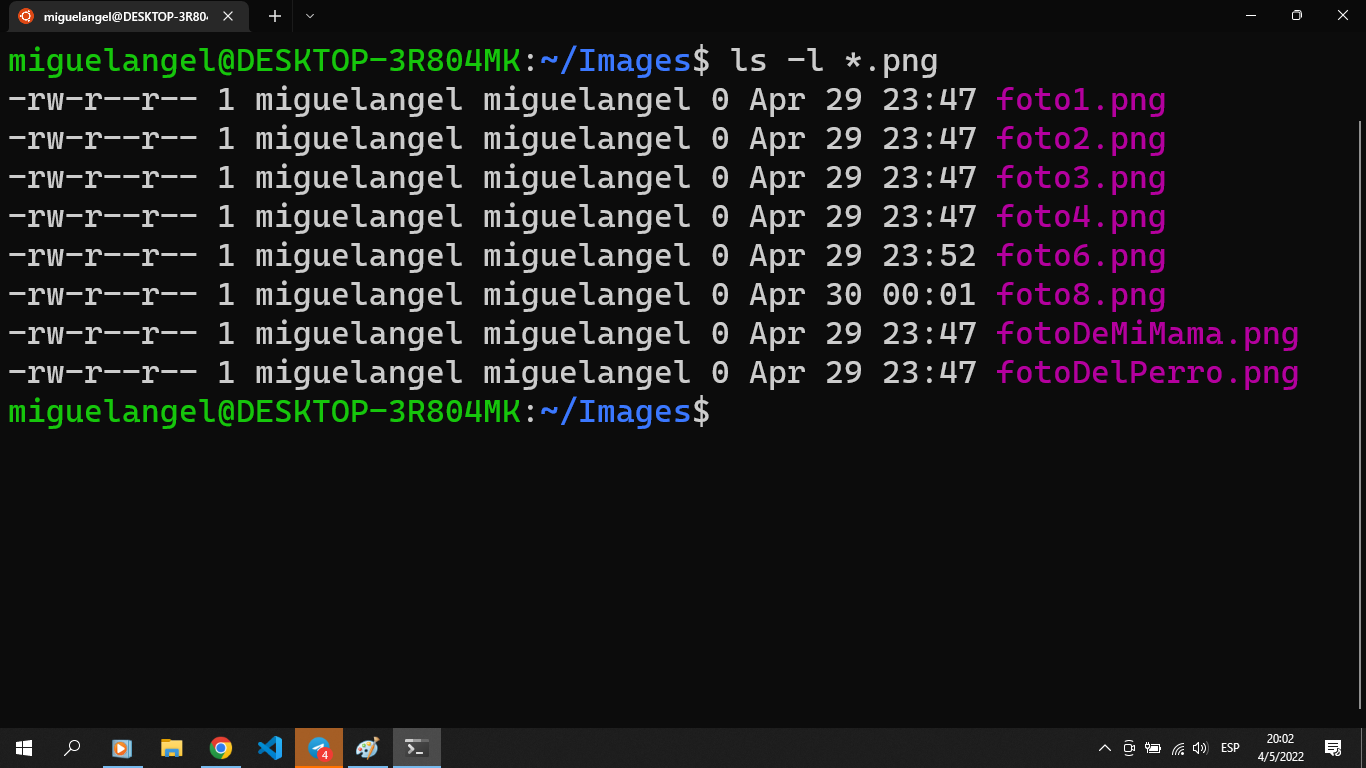 miguelangel@DESKTOP-3R804
miguelangel@DESKTOP-3R804MK:~/Images$ ls -l *.png
-rw-r--r-- 1 miguelangel miguelangel 0 Apr 29 23:47 foto1.png
-rw-r--r-- 1 miguelangel miguelangel 0 Apr 29 23:47 foto2.png
-rw-r--r-- 1 miguelangel miguelangel 0 Apr 29 23:47 foto3.png
-rw-r--r-- 1 miguelangel miguelangel 0 Apr 29 23:47 foto4.png
-rw-r--r-- 1 miguelangel miguelangel 0 Apr 29 23:52 foto6.png
-rw-r--r-- 1 miguelangel miguelangel 0 Apr 30 00:01 foto8.png
-rw-r--r-- 1 miguelangel miguelangel 0 Apr 29 23:47 fotoDeMiMama.png
-rw-r--r-- 1 miguelangel miguelangel 0 Apr 29 23:47 fotoDelPerro.png
miguelangel@DESKTOP-3R804MK:~/Images$
4
ESP
20:02
4/5/2022